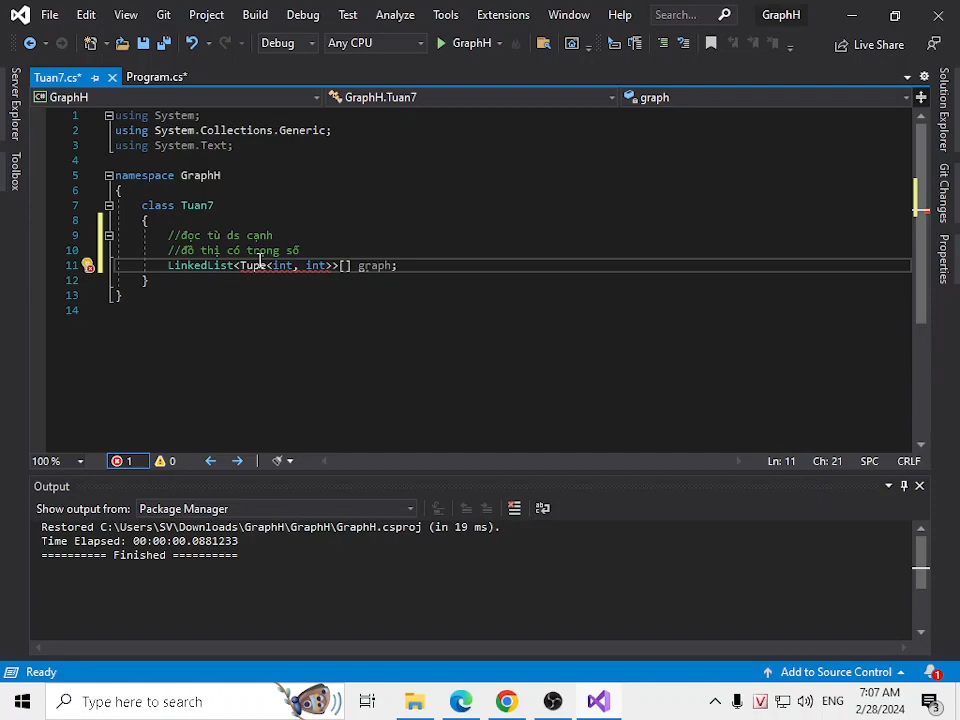 File Edit View Git Project Build Debug Test Analyze Tools Extensions Window Help Search... GraphH
Debug Any CPU GraphH Live Share
Server Explorer
Toolbox
Tuan7.cs* Program.cs*
GraphH GraphH.Tuan7 graph
1 using System;
2 using System.Collections.Generic;
3 using System.Text;
4
5 namespace GraphH
6 {
7 class Tuan7
8 {
9 //đọc từ ds cạnh
10 //đồ thị có trọng số
11 LinkedList<Tupe<int, int>>[] graph;
12 }
13 }
14
100 % 1 0 Ln: 11 Ch: 21 SPC CRLF
Solution Explorer
Git Changes
Properties
Output
Show output from: Package Manager
Restored C:\Users\SV\Downloads\GraphH\GraphH\GraphH.csproj (in 19 ms).
Time Elapsed: 00:00:00.0881233
========== Finished ==========
Ready Add to Source Control 1
Type here to search V ENG 7:07 AM 2/28/2024 3